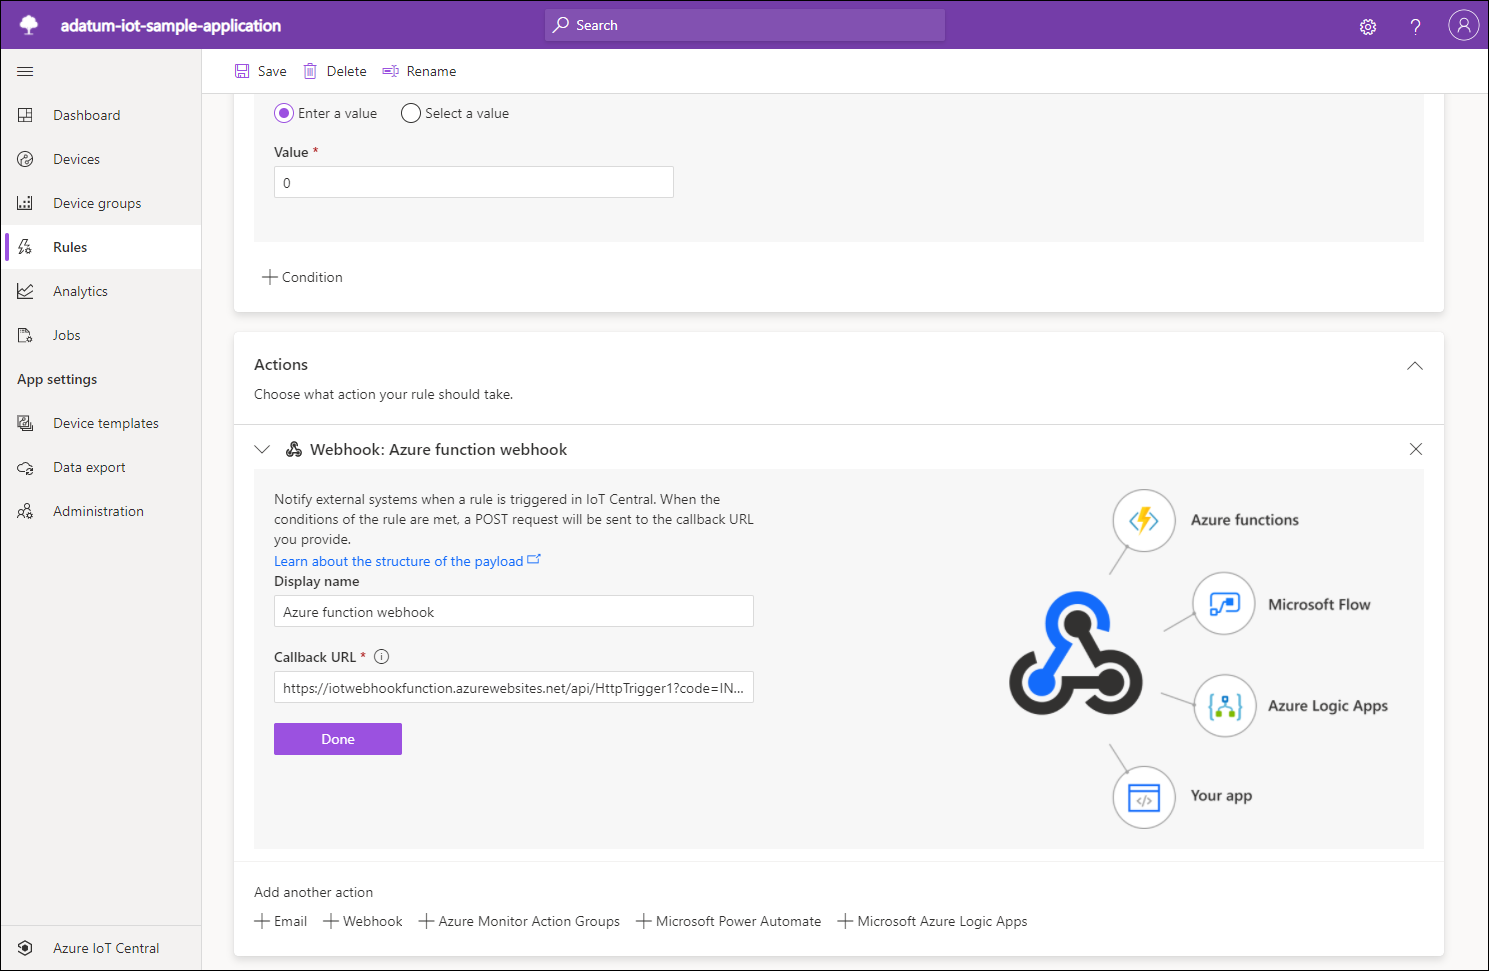 adatum-iot-sample-application
Search
?
Save
Delete
Rename
Dashboard
Devices
Device groups
Rules
Analytics
Jobs
App settings
Device templates
Data export
Administration
Azure IoT Central
Enter a value
Select a value
Value *
0
Condition
Actions
Choose what action your rule should take.
Webhook: Azure function webhook
Notify external systems when a rule is triggered in IoT Central. When the
conditions of the rule are met, a POST request will be sent to the callback URL
you provide.
Learn about the structure of the payload
Display name
Azure function webhook
Callback URL *
https://iotwebhookfunction.azurewebsites.net/api/HttpTrigger1?code=IN...
Done
Azure functions
Microsoft Flow
Azure Logic Apps
Your app
Add another action
Email
Webhook
Azure Monitor Action Groups
Microsoft Power Automate
Microsoft Azure Logic Apps